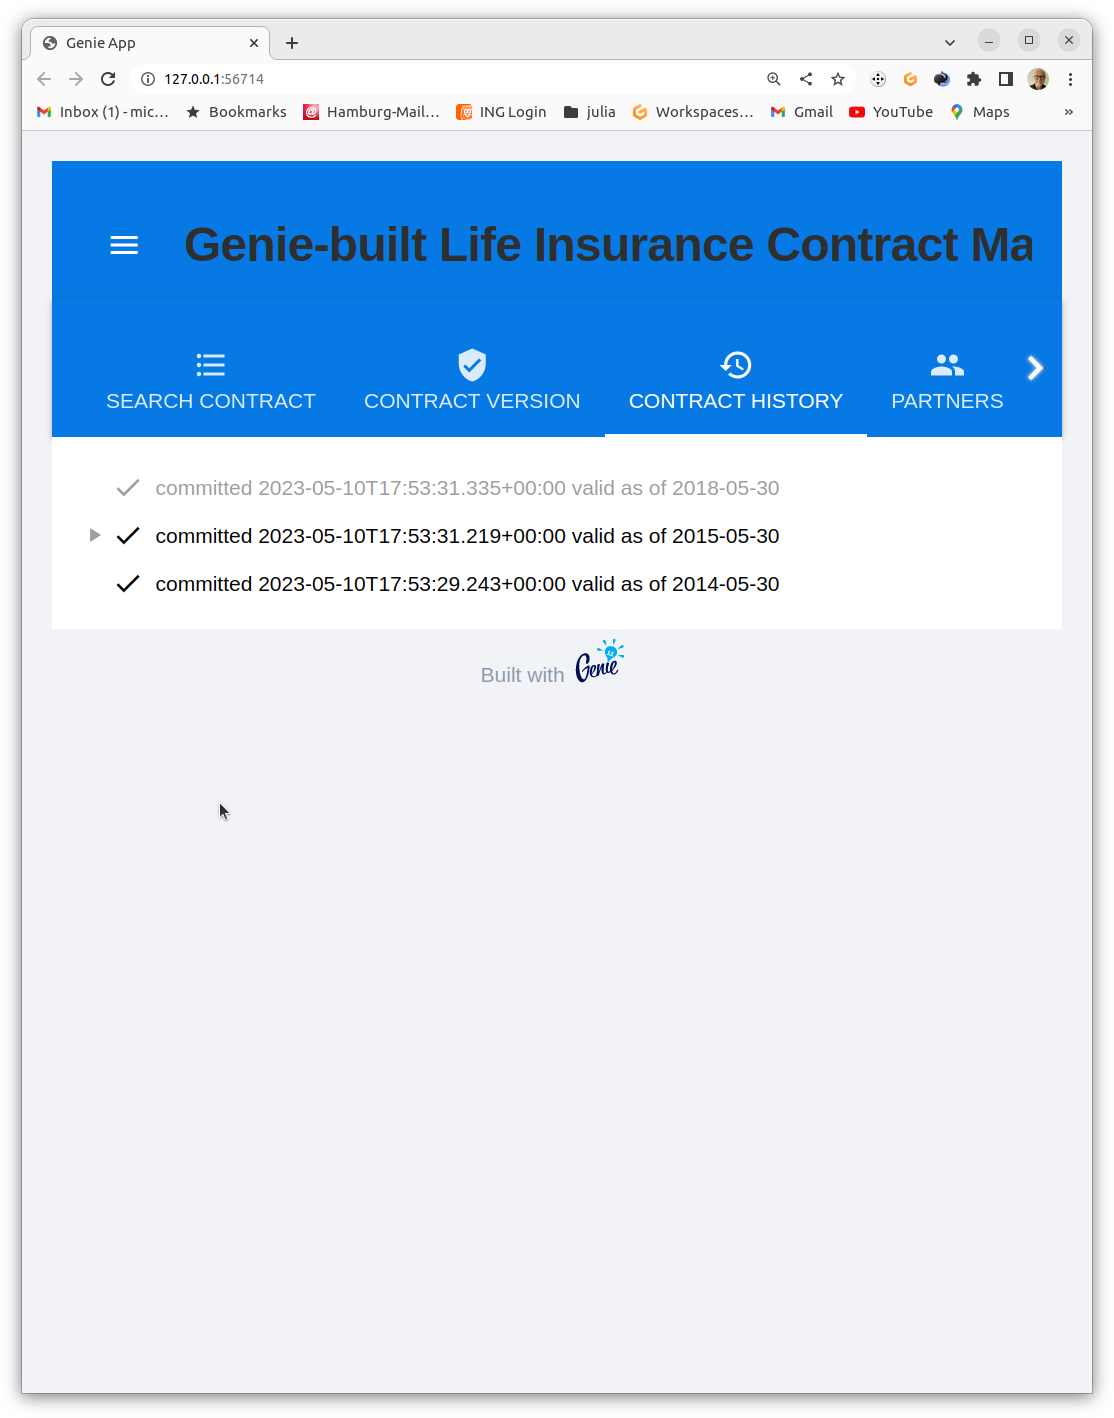 Genie App
127.0.0.1:56714
Inbox (1) - mic... Bookmarks Hamburg-Mail... ING Login julia Workspaces... Gmail YouTube Maps »
Genie-built Life Insurance Contract Ma
SEARCH CONTRACT CONTRACT VERSION CONTRACT HISTORY PARTNERS
committed 2023-05-10T17:53:31.335+00:00 valid as of 2018-05-30
committed 2023-05-10T17:53:31.219+00:00 valid as of 2015-05-30
committed 2023-05-10T17:53:29.243+00:00 valid as of 2014-05-30
Built with Genie